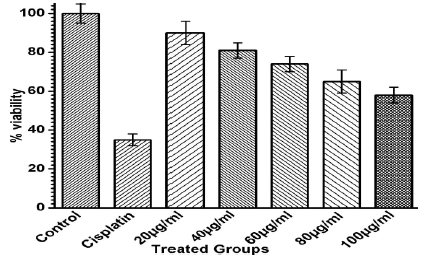 % viability
100
80
60
40
20
0
Control
Cisplatin
20µg/ml
40µg/ml
60µg/ml
80µg/ml
100µg/ml
Treated Groups